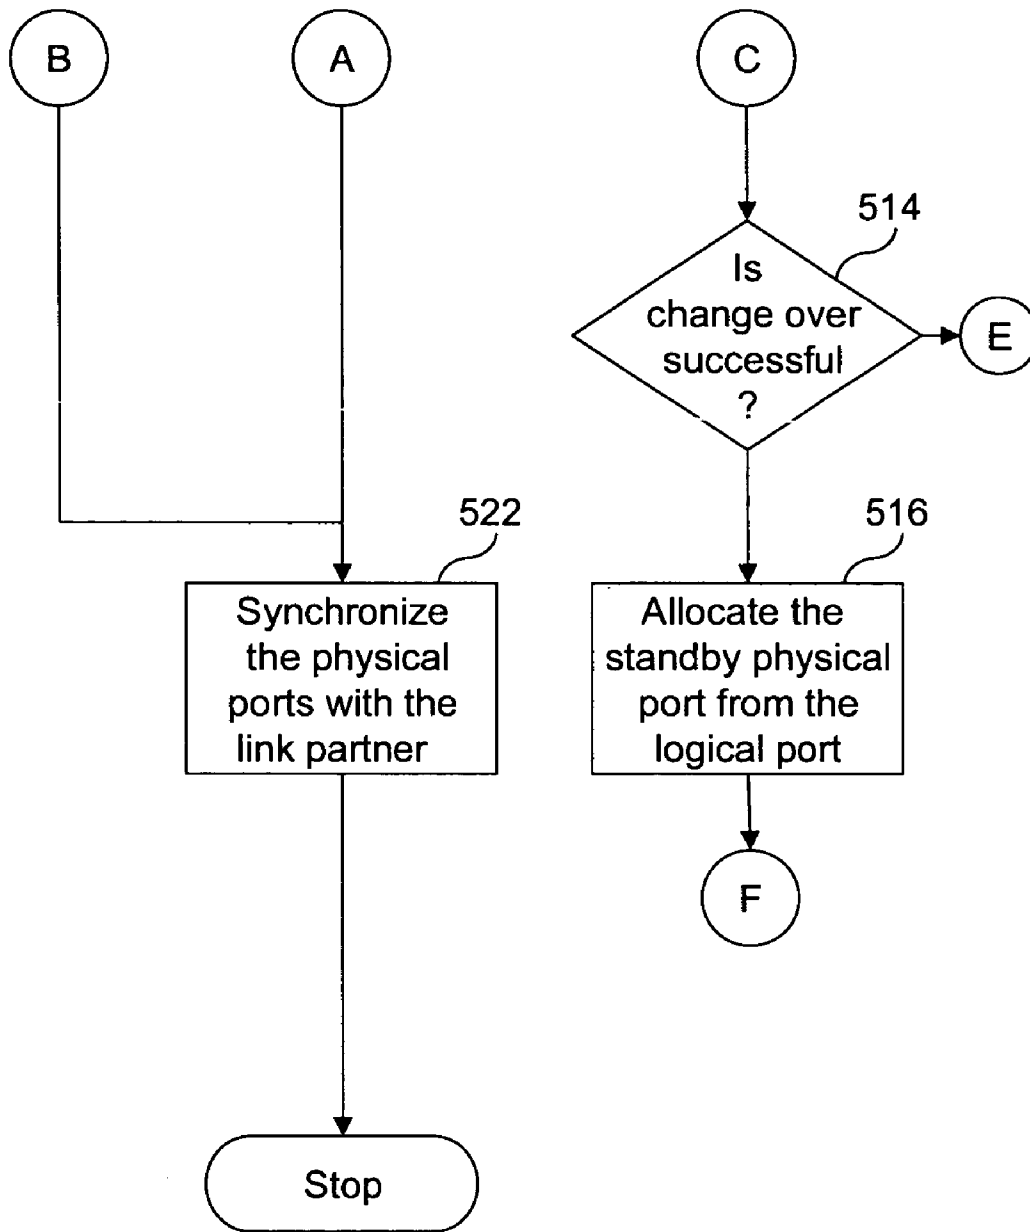 B
A
C
514
Is
change over
successful
?
E
522
516
Synchronize
the physical
ports with the
link partner
Allocate the
standby physical
port from the
logical port
F
Stop